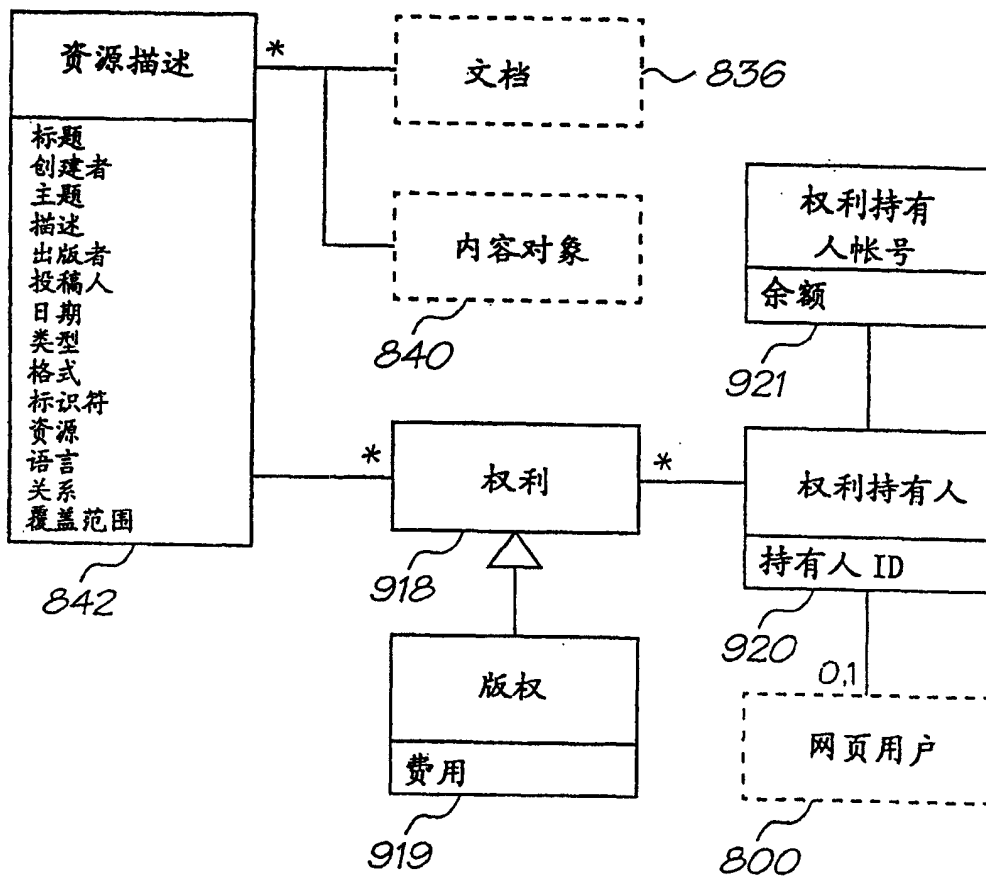 资源描述
*
标题
创建者
主题
描述
出版者
投稿人
日期
类型
格式
标识符
资源
语言
关系
覆盖范围
842
文档
836
内容对象
840
权利持有
人帐号
余额
921
*
权利
918
*
权利持有人
持有人 ID
920
版权
费用
919
0,1
网页用户
800